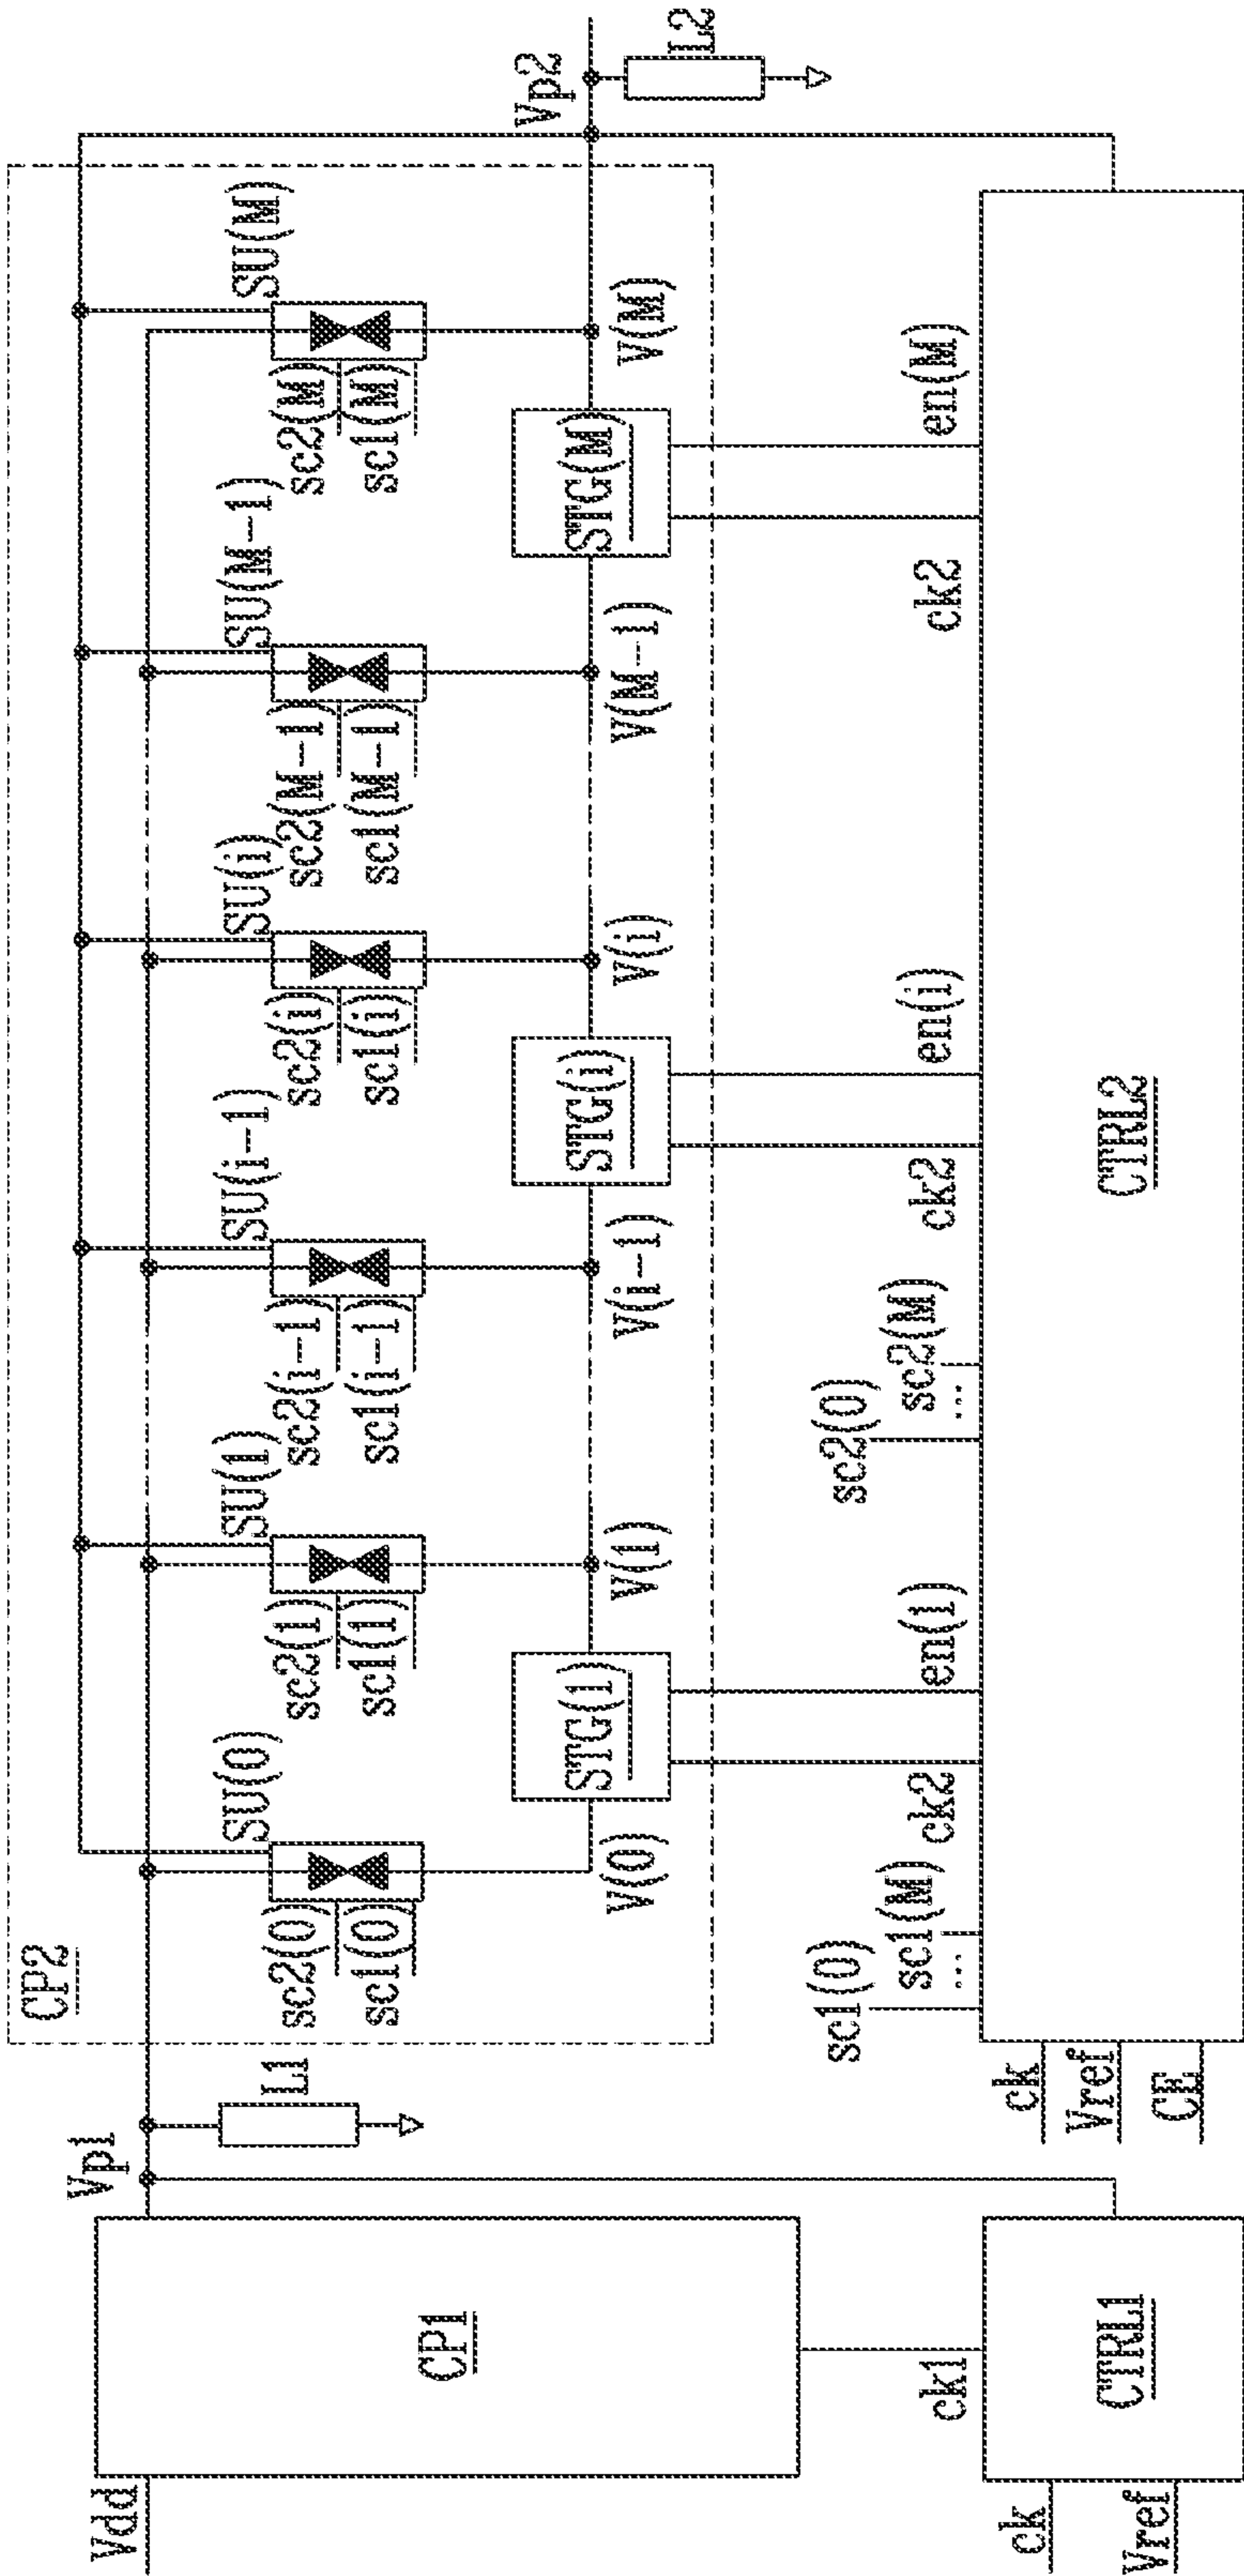 Vdd
CP1
Vp1
L1
CP2
SU(0)
sc2(0)
sc1(0)
V(0)
STG(1)
SU(1)
sc2(1)
sc1(1)
V(1)
SU(i-1)
sc2(i-1)
sc1(i-1)
V(i-1)
STG(i)
SU(i)
sc2(i)
sc1(i)
V(i)
SU(M-1)
sc2(M-1)
sc1(M-1)
V(M-1)
STG(M)
SU(M)
sc2(M)
sc1(M)
V(M)
Vp2
L2
ck1
ck
Vref
CTRL1
sc1(0)
... sc1(M)
ck2
en(1)
sc2(0)
... sc2(M)
ck2
en(i)
ck2
en(M)
ck
Vref
CE
CTRL2